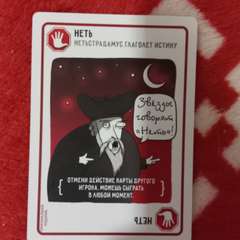 НЕТЬ
НЕТЬСТРАДАМУС ГЛАГОЛЕТ ИСТИНУ
Звёзды
говорят
«Неть»!
ОТМЕНИ ДЕЙСТВИЕ КАРТЫ ДРУГОГО
ИГРОКА. МОЖЕШЬ СЫГРАТЬ
В ЛЮБОЙ МОМЕНТ.
НЕТЬ